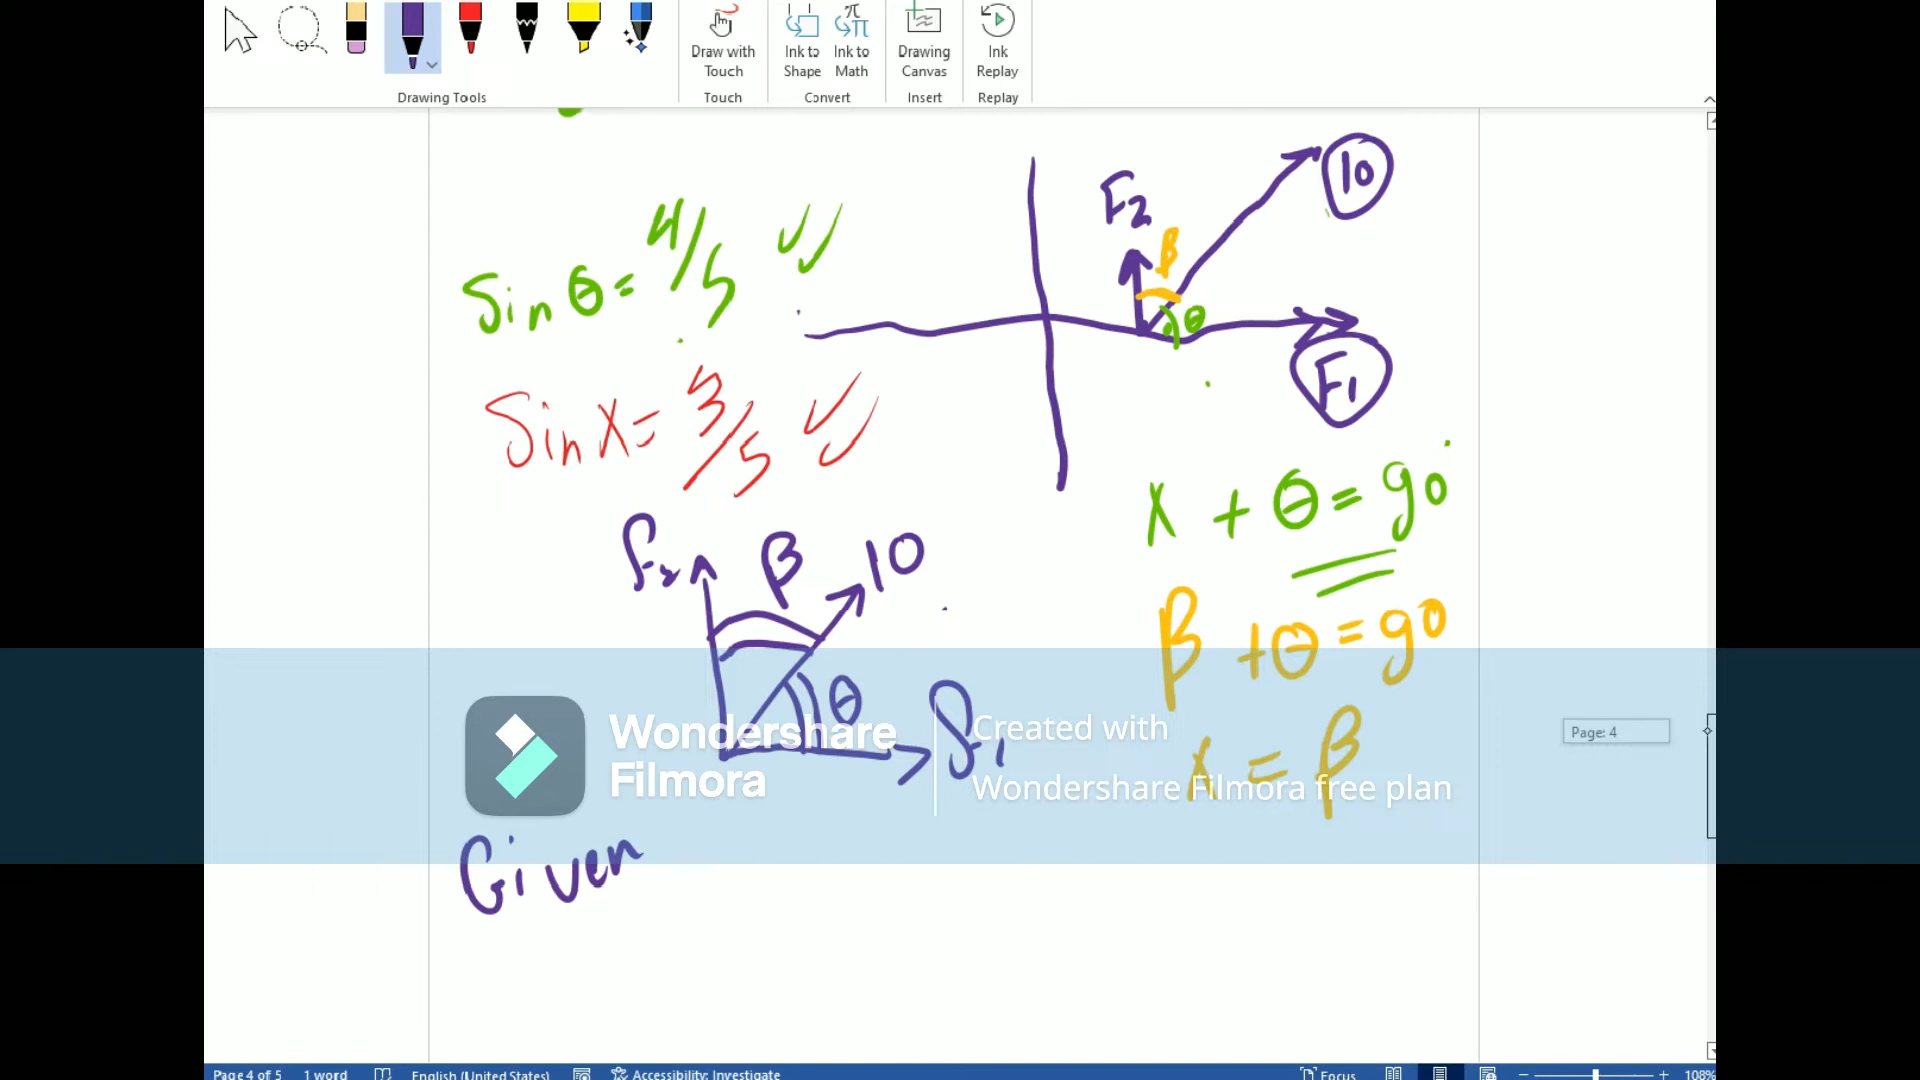 Draw with Touch
Ink to Shape
Ink to Math
Drawing Canvas
Ink Replay
Drawing Tools
Touch
Convert
Insert
Replay
F2
10
β
θ
F1
Sin θ = 4/5
Sin x = 3/5
x + θ = 90
β + θ = 90
x = β
F2
β
10
θ
F1
Wondershare Filmora
Created with
Wondershare Filmora free plan
Page: 4
Given
Page 4 of 5
1 word
English (United States)
Accessibility: Investigate
Focus
108%